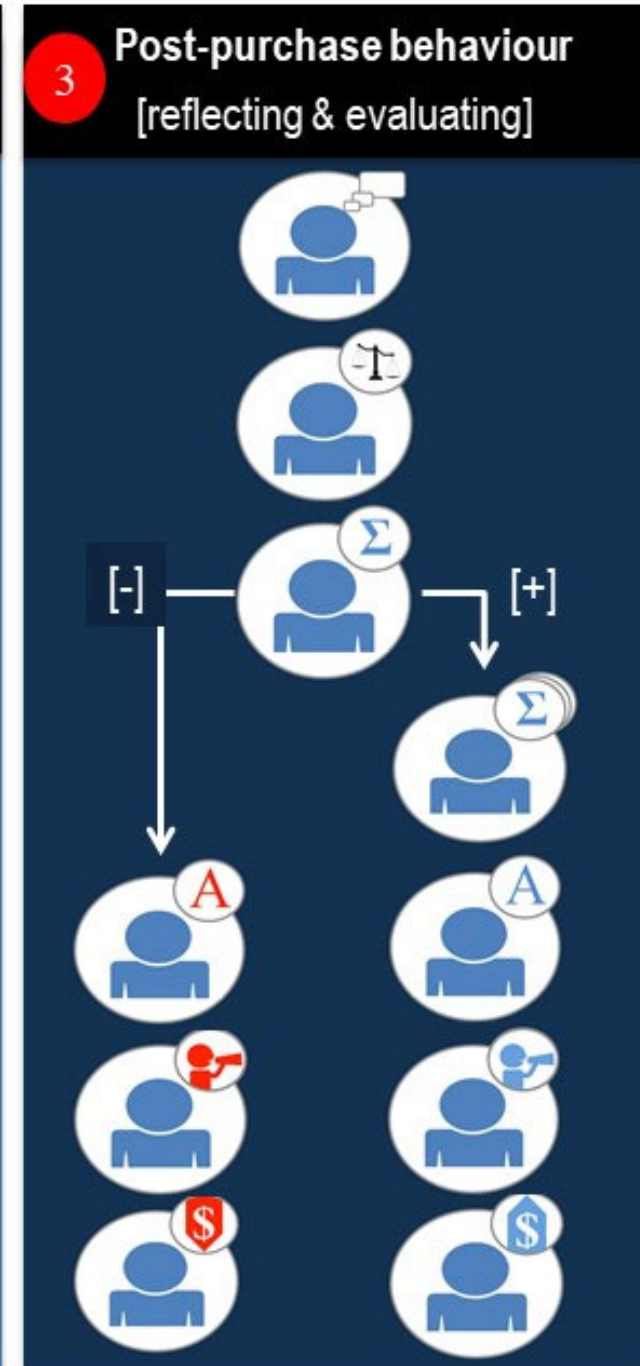 3
Post-purchase behaviour
[reflecting & evaluating]
Σ
[-]
[+]
Σ
A
A
$
$